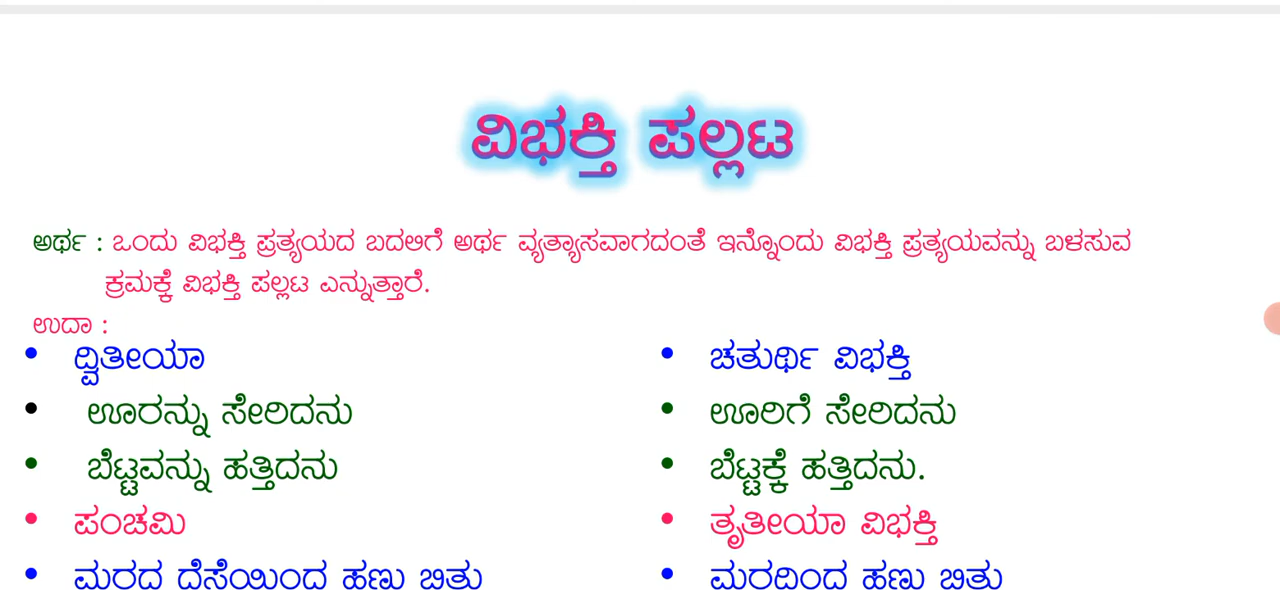 ವಿಭಕ್ತಿ ಪಲ್ಲಟ
ಅರ್ಥ : ಒಂದು ವಿಭಕ್ತಿ ಪ್ರತ್ಯಯದ ಬದಲಿಗೆ ಅರ್ಥ ವ್ಯತ್ಯಾಸವಾಗದಂತೆ ಇನ್ನೊಂದು ವಿಭಕ್ತಿ ಪ್ರತ್ಯಯವನ್ನು ಬಳಸುವ
ಕ್ರಮಕ್ಕೆ ವಿಭಕ್ತಿ ಪಲ್ಲಟ ಎನ್ನುತ್ತಾರೆ.
ಉದಾ :
• ದ್ವಿತೀಯಾ
• ಊರನ್ನು ಸೇರಿದನು
• ಬೆಟ್ಟವನ್ನು ಹತ್ತಿದನು
• ಪಂಚಮಿ
• ಮರದ ದೆಸೆಯಿಂದ ಹಣು ಬಿತು
• ಚತುರ್ಥಿ ವಿಭಕ್ತಿ
• ಊರಿಗೆ ಸೇರಿದನು
• ಬೆಟ್ಟಕ್ಕೆ ಹತ್ತಿದನು.
• ತೃತೀಯಾ ವಿಭಕ್ತಿ
• ಮರದಿಂದ ಹಣು ಬಿತು